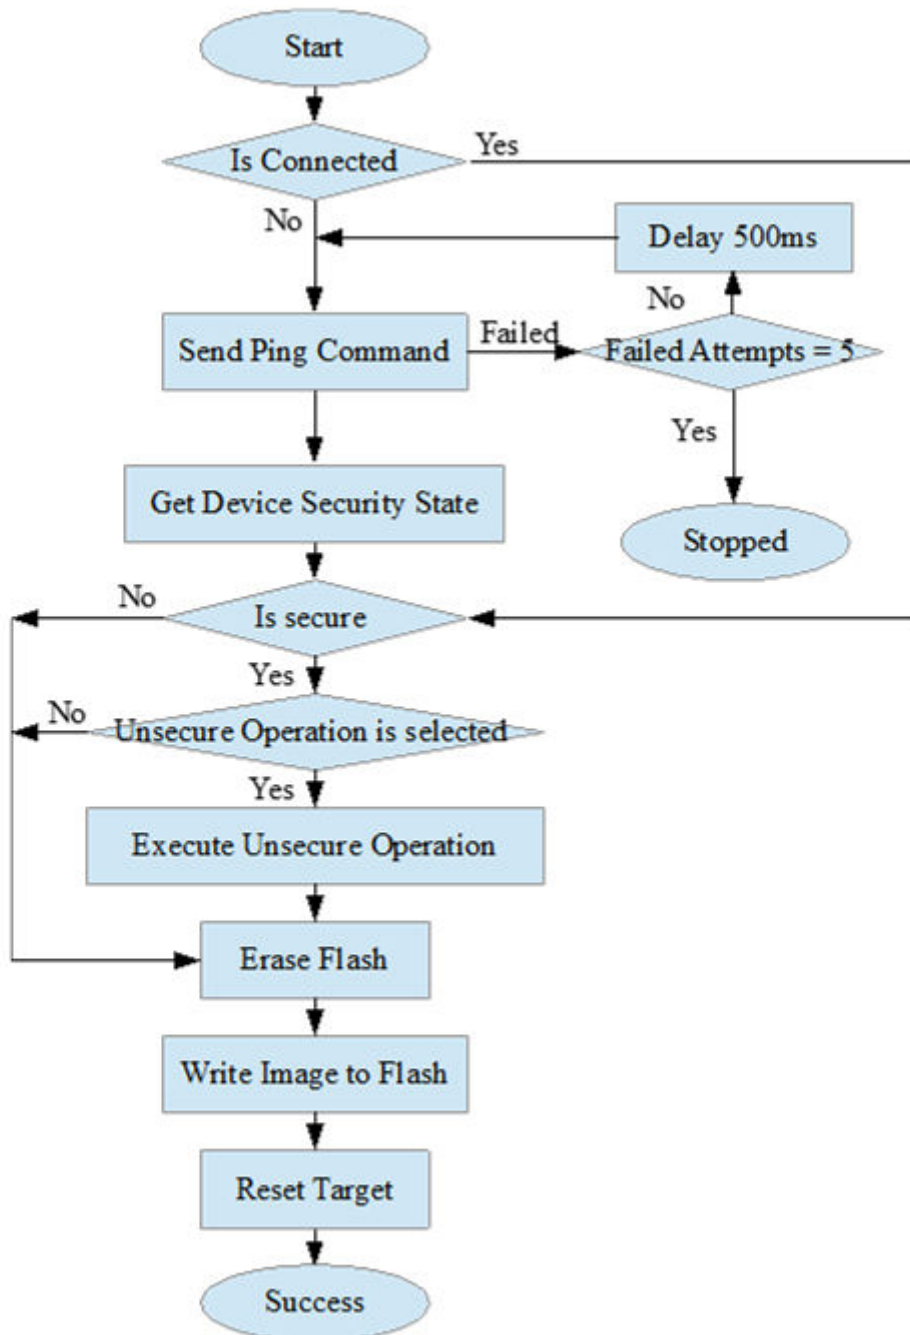 Start
Is Connected
Yes
No
Delay 500ms
No
Send Ping Command
Failed
Failed Attempts = 5
Yes
Get Device Security State
Stopped
No
Is secure
Yes
No
Unsecure Operation is selected
Yes
Execute Unsecure Operation
Erase Flash
Write Image to Flash
Reset Target
Success